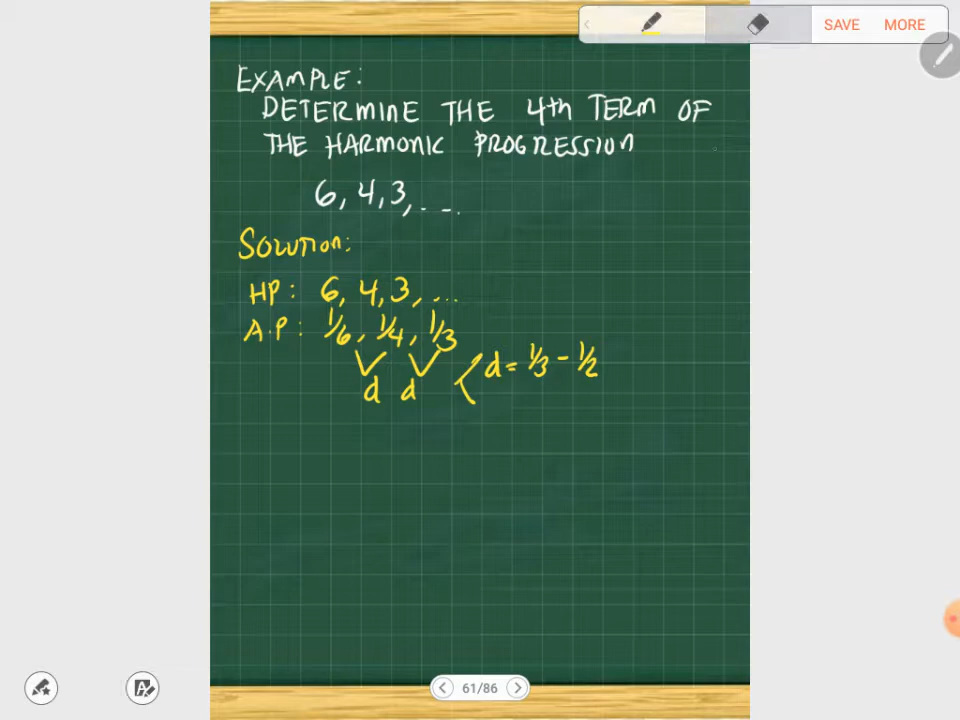 SAVE MORE
EXAMPLE:
DETERMINE THE 4th TERM OF
THE HARMONIC PROGRESSION
6, 4, 3, ...
SOLUTION:
HP: 6, 4, 3, ...
A.P: 1/6, 1/4, 1/3
d d < d = 1/3 - 1/2
61/86